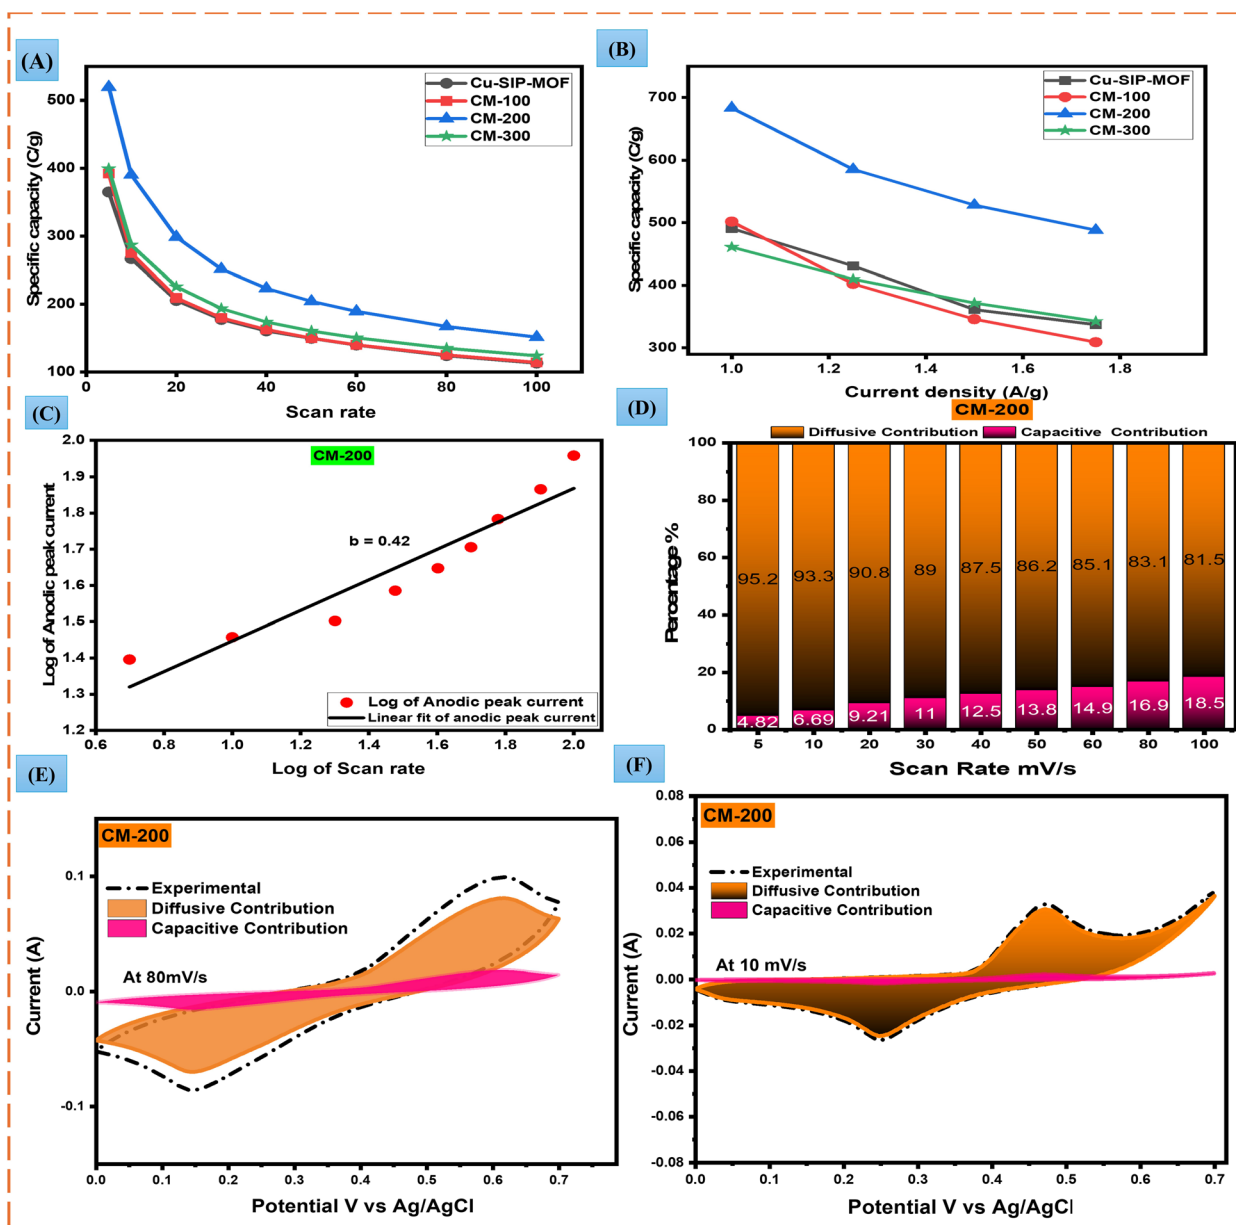 (A)
Specific capacity (C/g)
500
400
300
200
100
0
20
40
60
80
100
Scan rate
Cu-SIP-MOF
CM-100
CM-200
CM-300
(B)
Specific capacity (C/g)
700
600
500
400
300
1.0
1.2
1.4
1.6
1.8
Current density (A/g)
Cu-SIP-MOF
CM-100
CM-200
CM-300
(C)
CM-200
Log of Anodic peak current
2.0
1.9
1.8
1.7
1.6
1.5
1.4
1.3
1.2
b = 0.42
Log of Anodic peak current
Linear fit of anodic peak current
0.6
0.8
1.0
1.2
1.4
1.6
1.8
2.0
Log of Scan rate
(D)
CM-200
Diffusive Contribution
Capacitive Contribution
Percentage %
100
80
60
40
20
0
95.2
93.3
90.8
89
87.5
86.2
85.1
83.1
81.5
4.82
6.69
9.21
11
12.5
13.8
14.9
16.9
18.5
5
10
20
30
40
50
60
80
100
Scan Rate mV/s
(E)
CM-200
Experimental
Diffusive Contribution
Capacitive Contribution
At 80mV/s
Current (A)
0.1
0.0
-0.1
0.0
0.1
0.2
0.3
0.4
0.5
0.6
0.7
Potential V vs Ag/AgCl
(F)
CM-200
Experimental
Diffusive Contribution
Capacitive Contribution
At 10 mV/s
Current (A)
0.08
0.06
0.04
0.02
0.00
-0.02
-0.04
-0.06
-0.08
0.0
0.1
0.2
0.3
0.4
0.5
0.6
0.7
Potential V vs Ag/AgCl